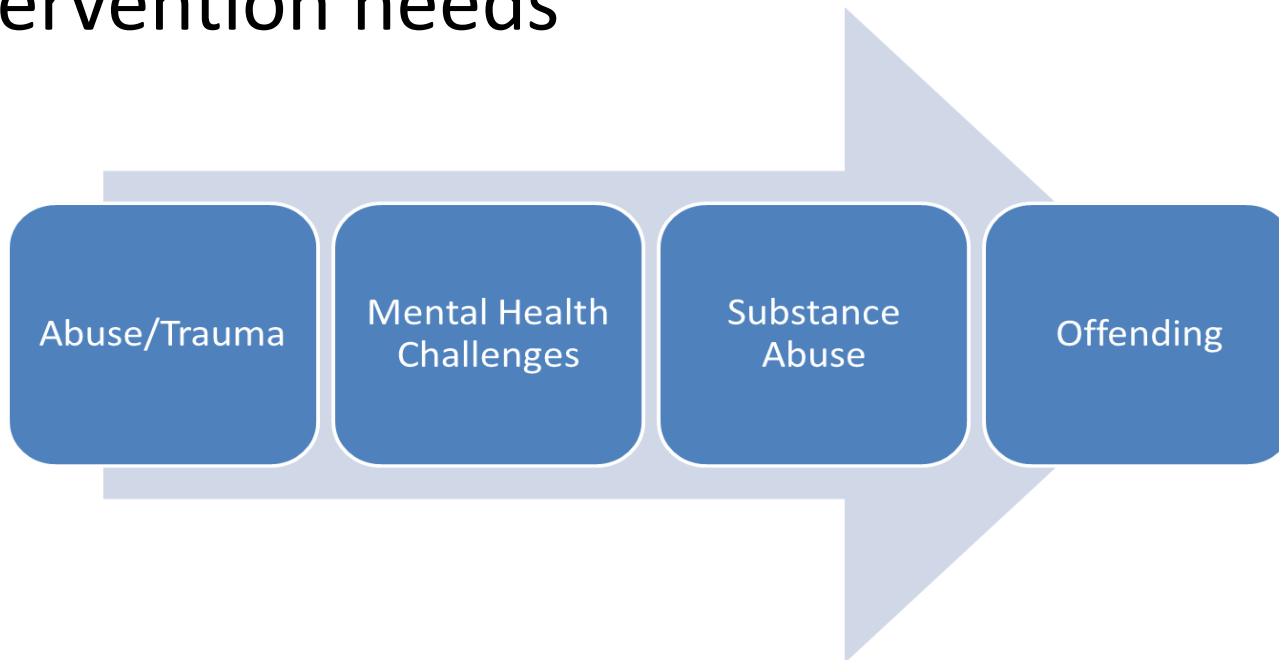 ervention needs
Abuse/Trauma
Mental Health
Challenges
Substance
Abuse
Offending